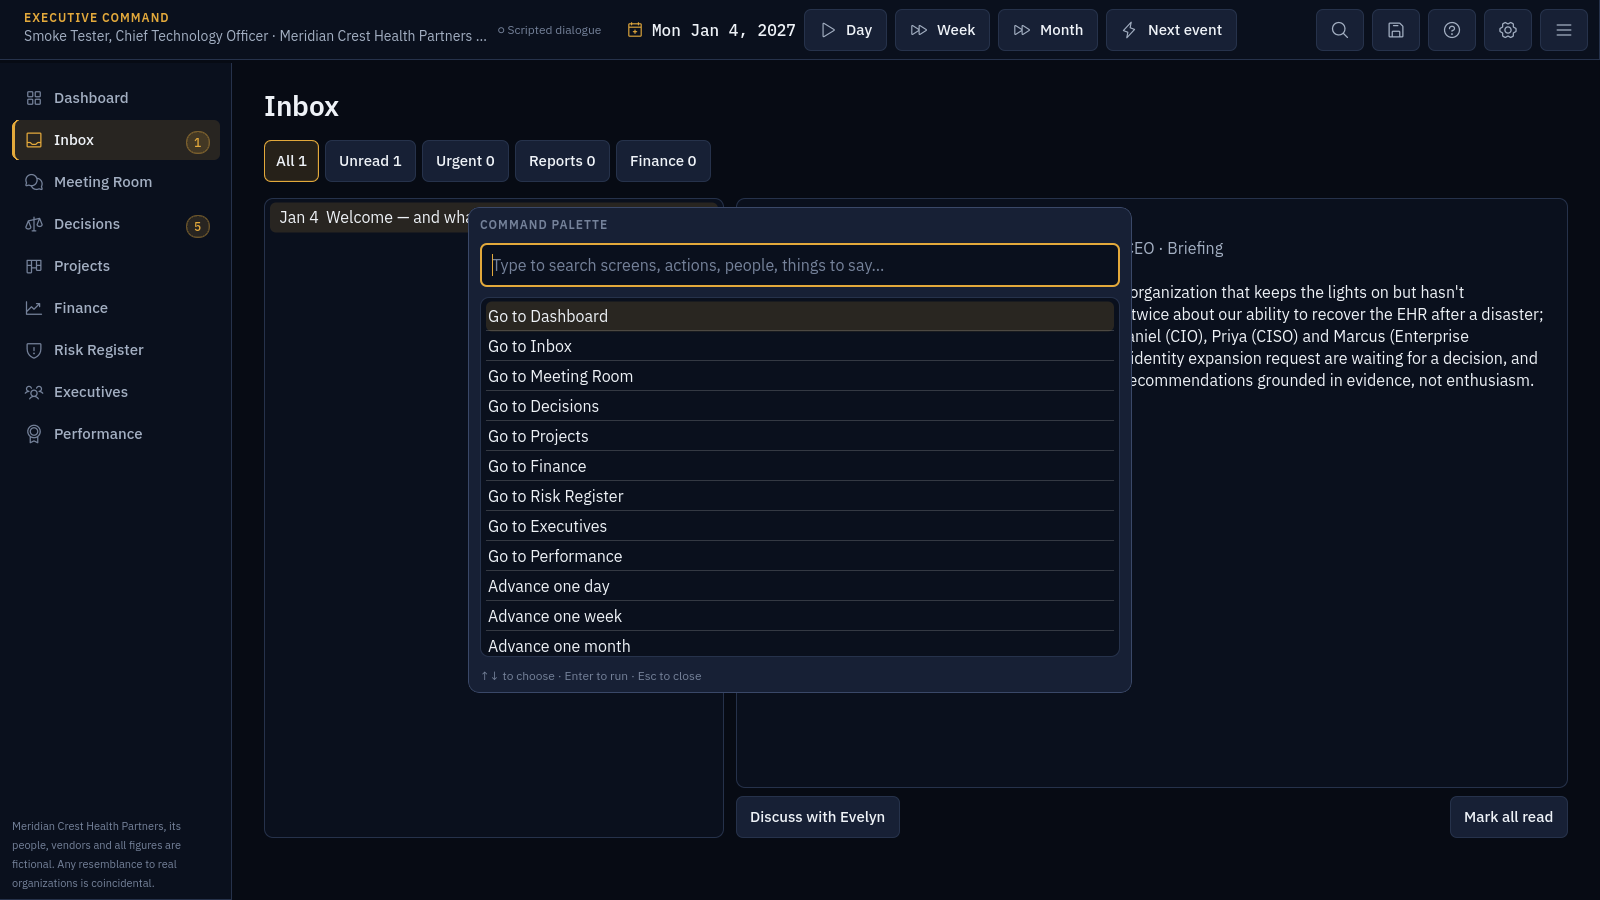 EXECUTIVE COMMAND
Smoke Tester, Chief Technology Officer · Meridian Crest Health Partners ...
Scripted dialogue
Mon Jan 4, 2027
Day
Week
Month
Next event
Dashboard
Inbox 1
Meeting Room
Decisions 5
Projects
Finance
Risk Register
Executives
Performance
Meridian Crest Health Partners, its
people, vendors and all figures are
fictional. Any resemblance to real
organizations is coincidental.
Inbox
All 1
Unread 1
Urgent 0
Reports 0
Finance 0
Jan 4 Welcome — and
COMMAND PALETTE
Type to search screens, actions, people, things to say...
Go to Dashboard
Go to Inbox
Go to Meeting Room
Go to Decisions
Go to Projects
Go to Finance
Go to Risk Register
Go to Executives
Go to Performance
Advance one day
Advance one week
Advance one month
↑↓ to choose · Enter to run · Esc to close
CEO · Briefing
organization that keeps the lights on but hasn't
twice about our ability to recover the EHR after a disaster;
(CIO), Priya (CISO) and Marcus (Enterprise
identity expansion request are waiting for a decision, and
recommendations grounded in evidence, not enthusiasm.
Discuss with Evelyn
Mark all read